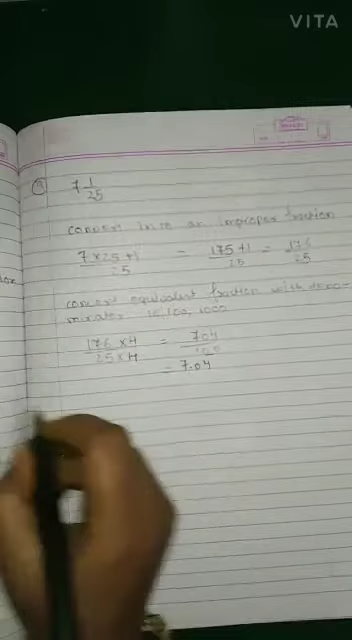 VITA
7 1/25
convert into an improper fraction
7×25+1/25 = 175+1/25 = 176/25
convert equivalent fraction with deno-
minator 10,100,1000
176×4/25×4 = 704/100
= 7.04